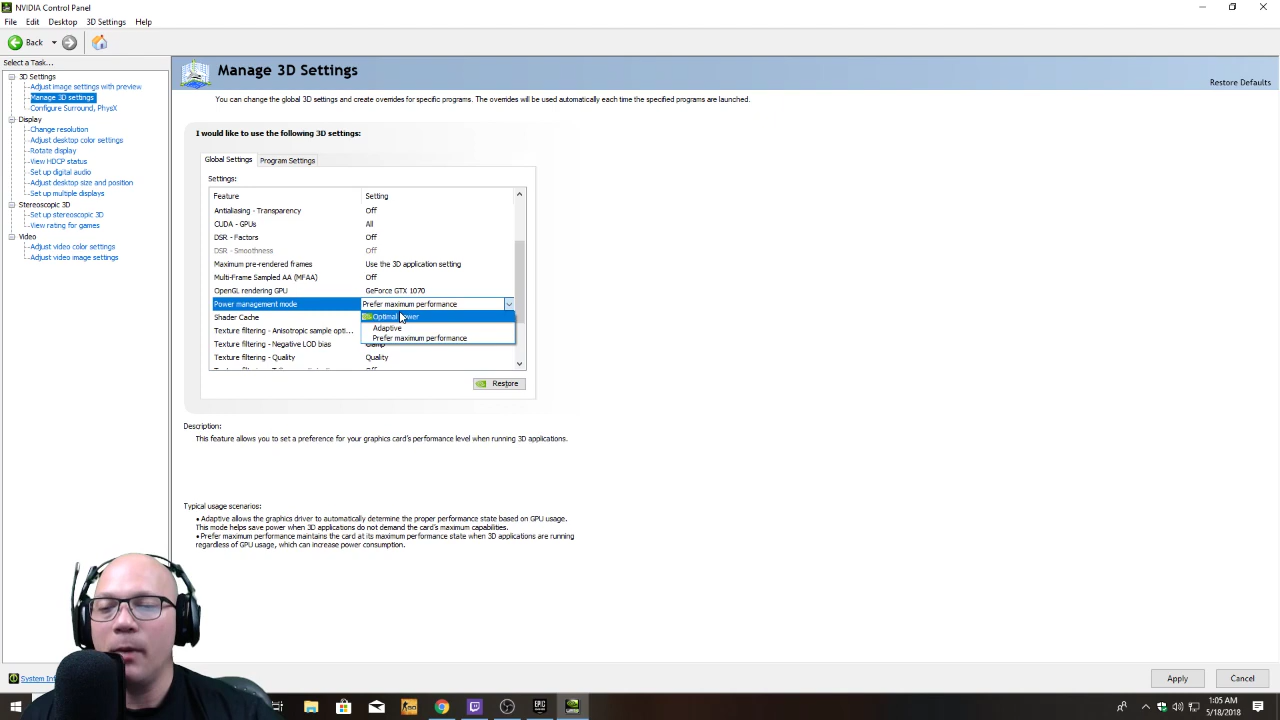 NVIDIA Control Panel
File Edit Desktop 3D Settings Help
Back
Select a Task...
3D Settings
Adjust image settings with preview
Manage 3D settings
Configure Surround, PhysX
Display
Change resolution
Adjust desktop color settings
Rotate display
View HDCP status
Set up digital audio
Adjust desktop size and position
Set up multiple displays
Stereoscopic 3D
Set up stereoscopic 3D
View rating for games
Video
Adjust video color settings
Adjust video image settings
Manage 3D Settings
Restore Defaults
You can change the global 3D settings and create overrides for specific programs. The overrides will be used automatically each time the specified programs are launched.
I would like to use the following 3D settings:
Global Settings Program Settings
Settings:
Feature Setting
Antialiasing - Transparency Off
CUDA - GPUs All
DSR - Factors Off
DSR - Smoothness Off
Maximum pre-rendered frames Use the 3D application setting
Multi-Frame Sampled AA (MFAA) Off
OpenGL rendering GPU GeForce GTX 1070
Power management mode Prefer maximum performance
Optimal power
Shader Cache
Adaptive
Texture filtering - Anisotropic sample opti...
Prefer maximum performance
Texture filtering - Negative LOD bias Clamp
Texture filtering - Quality Quality
Restore
Description:
This feature allows you to set a preference for your graphics card's performance level when running 3D applications.
Typical usage scenarios:
• Adaptive allows the graphics driver to automatically determine the proper performance state based on GPU usage.
This mode helps save power when 3D applications do not demand the card's maximum capabilities.
• Prefer maximum performance maintains the card at its maximum performance state when 3D applications are running
regardless of GPU usage, which can increase power consumption.
System In
Apply Cancel
EPIC
1:05 AM
5/18/2018